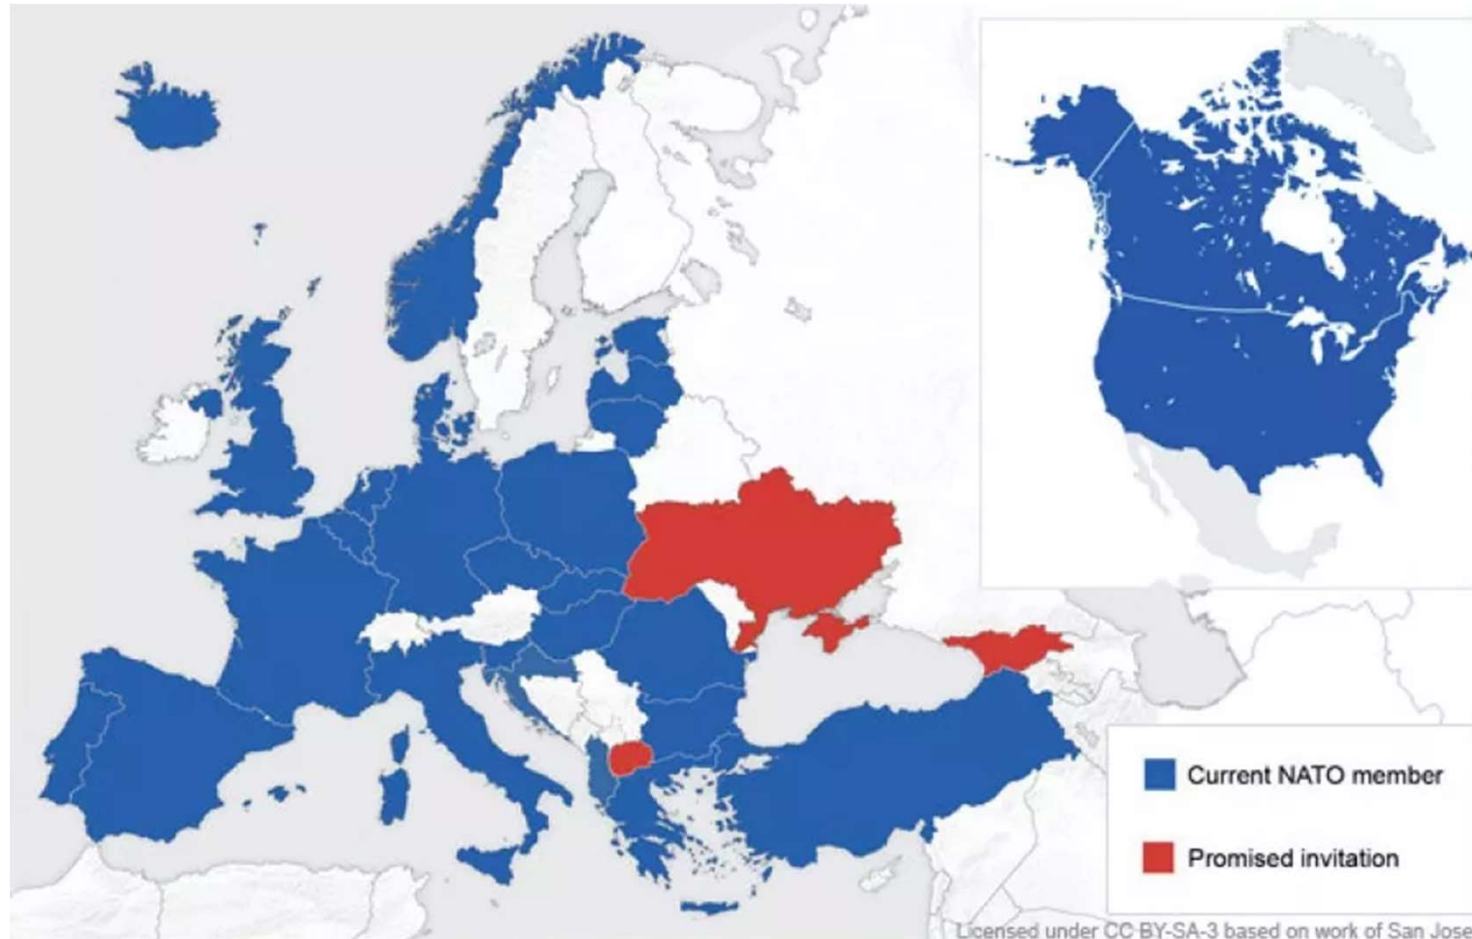 Current NATO member
Promised invitation
Licensed under CC BY-SA-3 based on work of San Jose